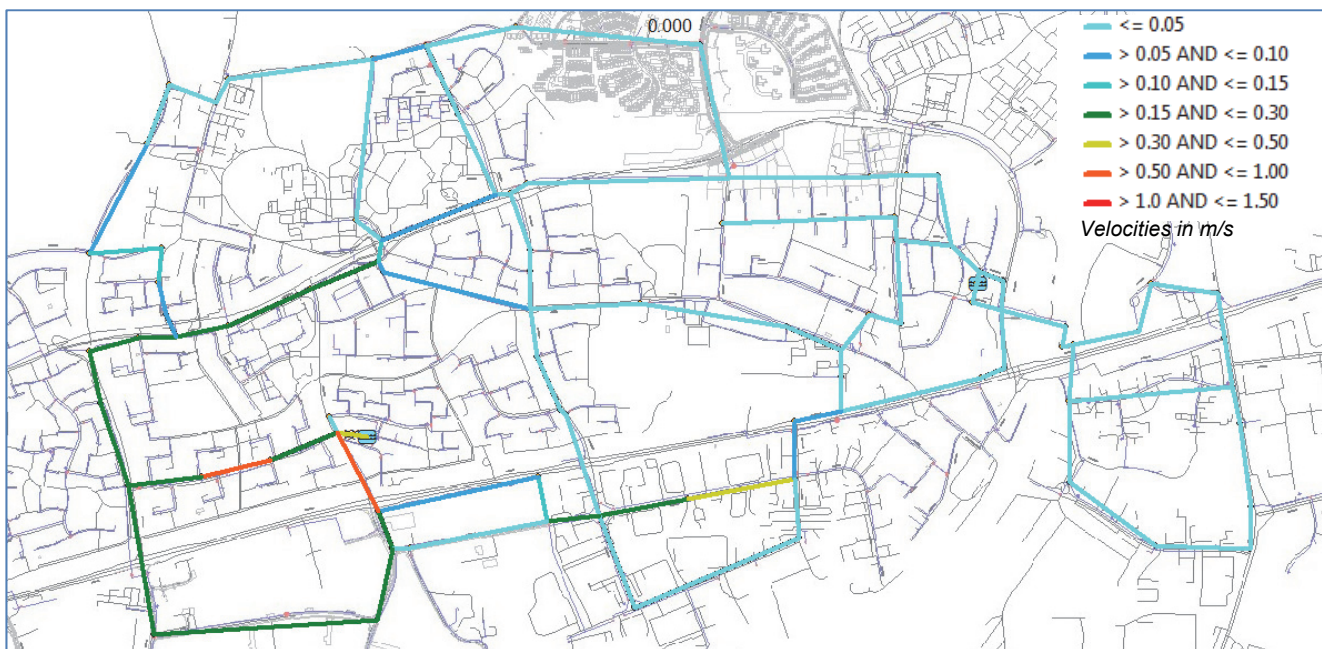 0.000
<= 0.05
> 0.05 AND <= 0.10
> 0.10 AND <= 0.15
> 0.15 AND <= 0.30
> 0.30 AND <= 0.50
> 0.50 AND <= 1.00
> 1.0 AND <= 1.50
Velocities in m/s